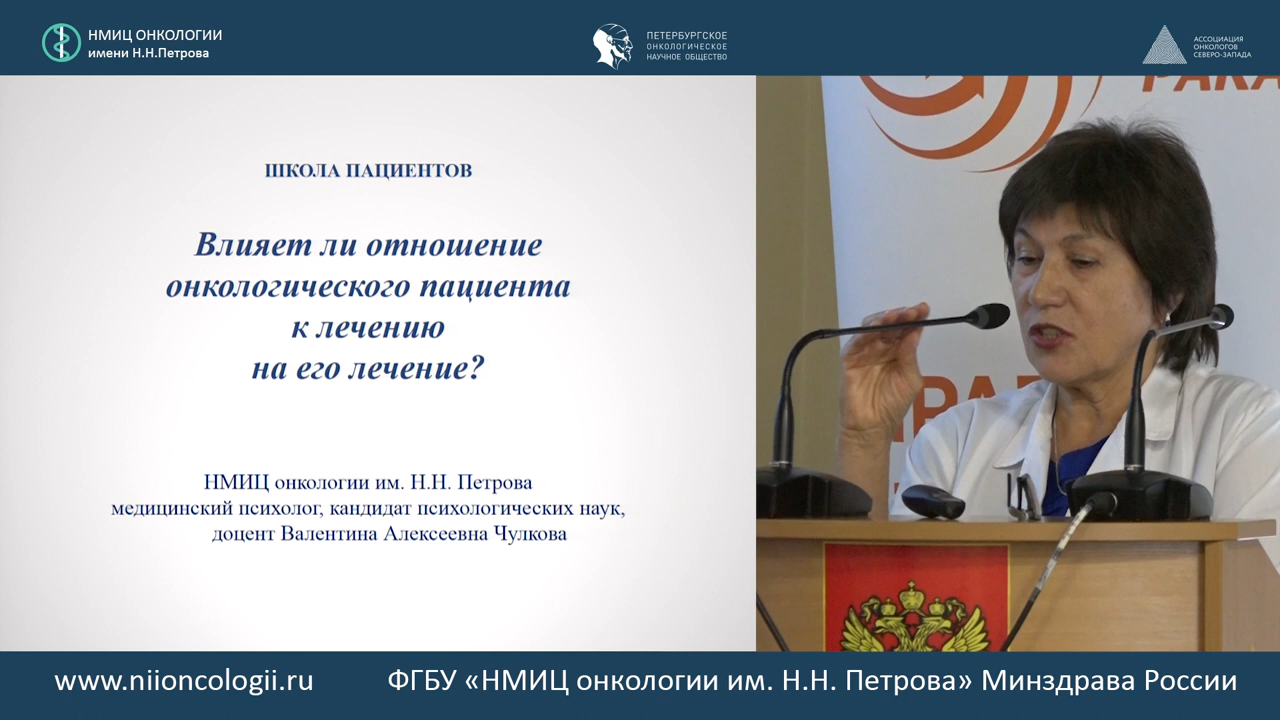 НМИЦ ОНКОЛОГИИ
имени Н.Н.Петрова
ПЕТЕРБУРГСКОЕ
ОНКОЛОГИЧЕСКОЕ
НАУЧНОЕ ОБЩЕСТВО
АССОЦИАЦИЯ
ОНКОЛОГОВ
СЕВЕРО-ЗАПАДА
ШКОЛА ПАЦИЕНТОВ
Влияет ли отношение
онкологического пациента
к лечению
на его лечение?
НМИЦ онкологии им. Н.Н. Петрова
медицинский психолог, кандидат психологических наук,
доцент Валентина Алексеевна Чулкова
РАКА
www.niioncologii.ru
ФГБУ «НМИЦ онкологии им. Н.Н. Петрова» Минздрава России